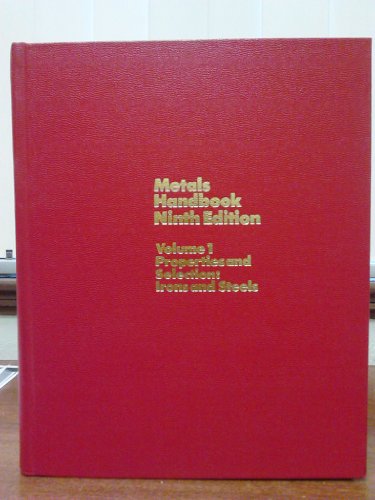 Metals
Handbook
Ninth Edition
Volume 1
Properties and
Selection:
Irons and Steels